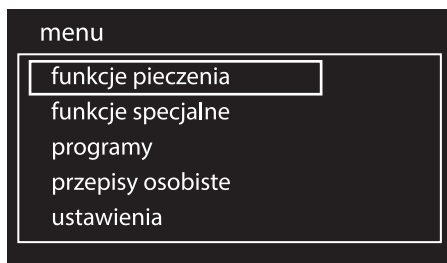 menu
funkcje pieczenia
funkcje specjalne
programy
przepisy osobiste
ustawienia